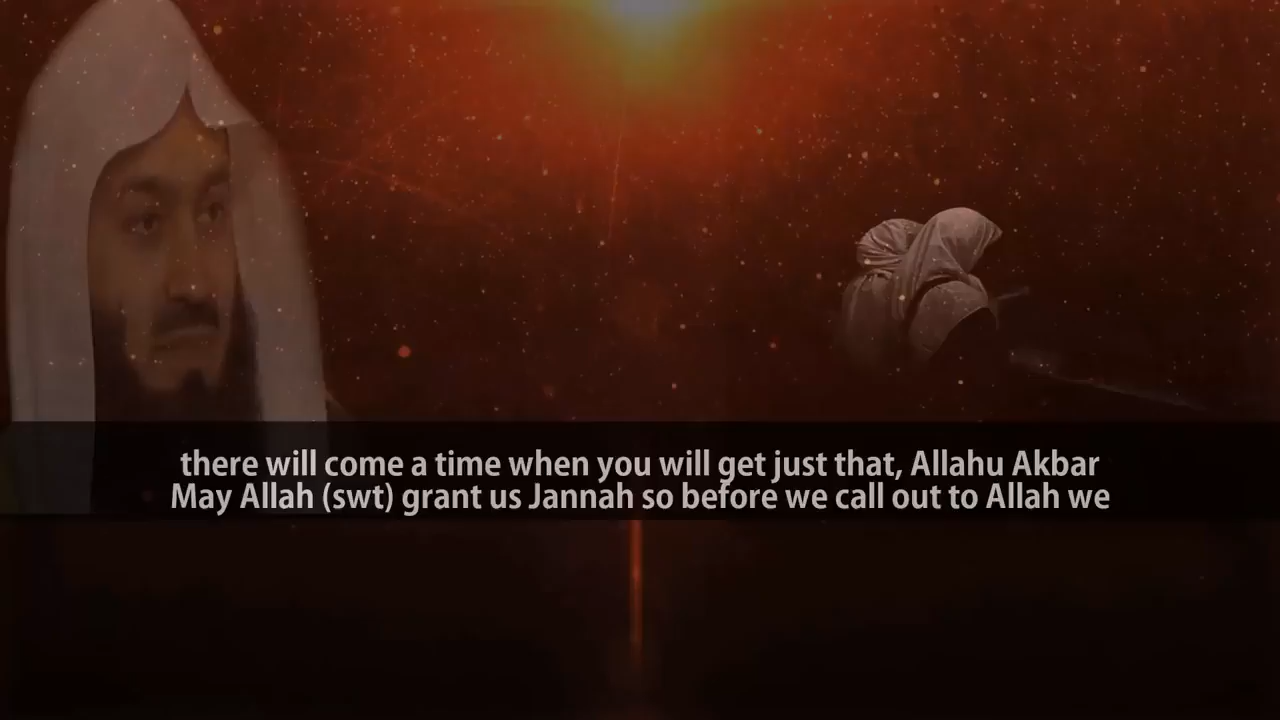 there will come a time when you will get just that, Allahu Akbar
May Allah (swt) grant us Jannah so before we call out to Allah we